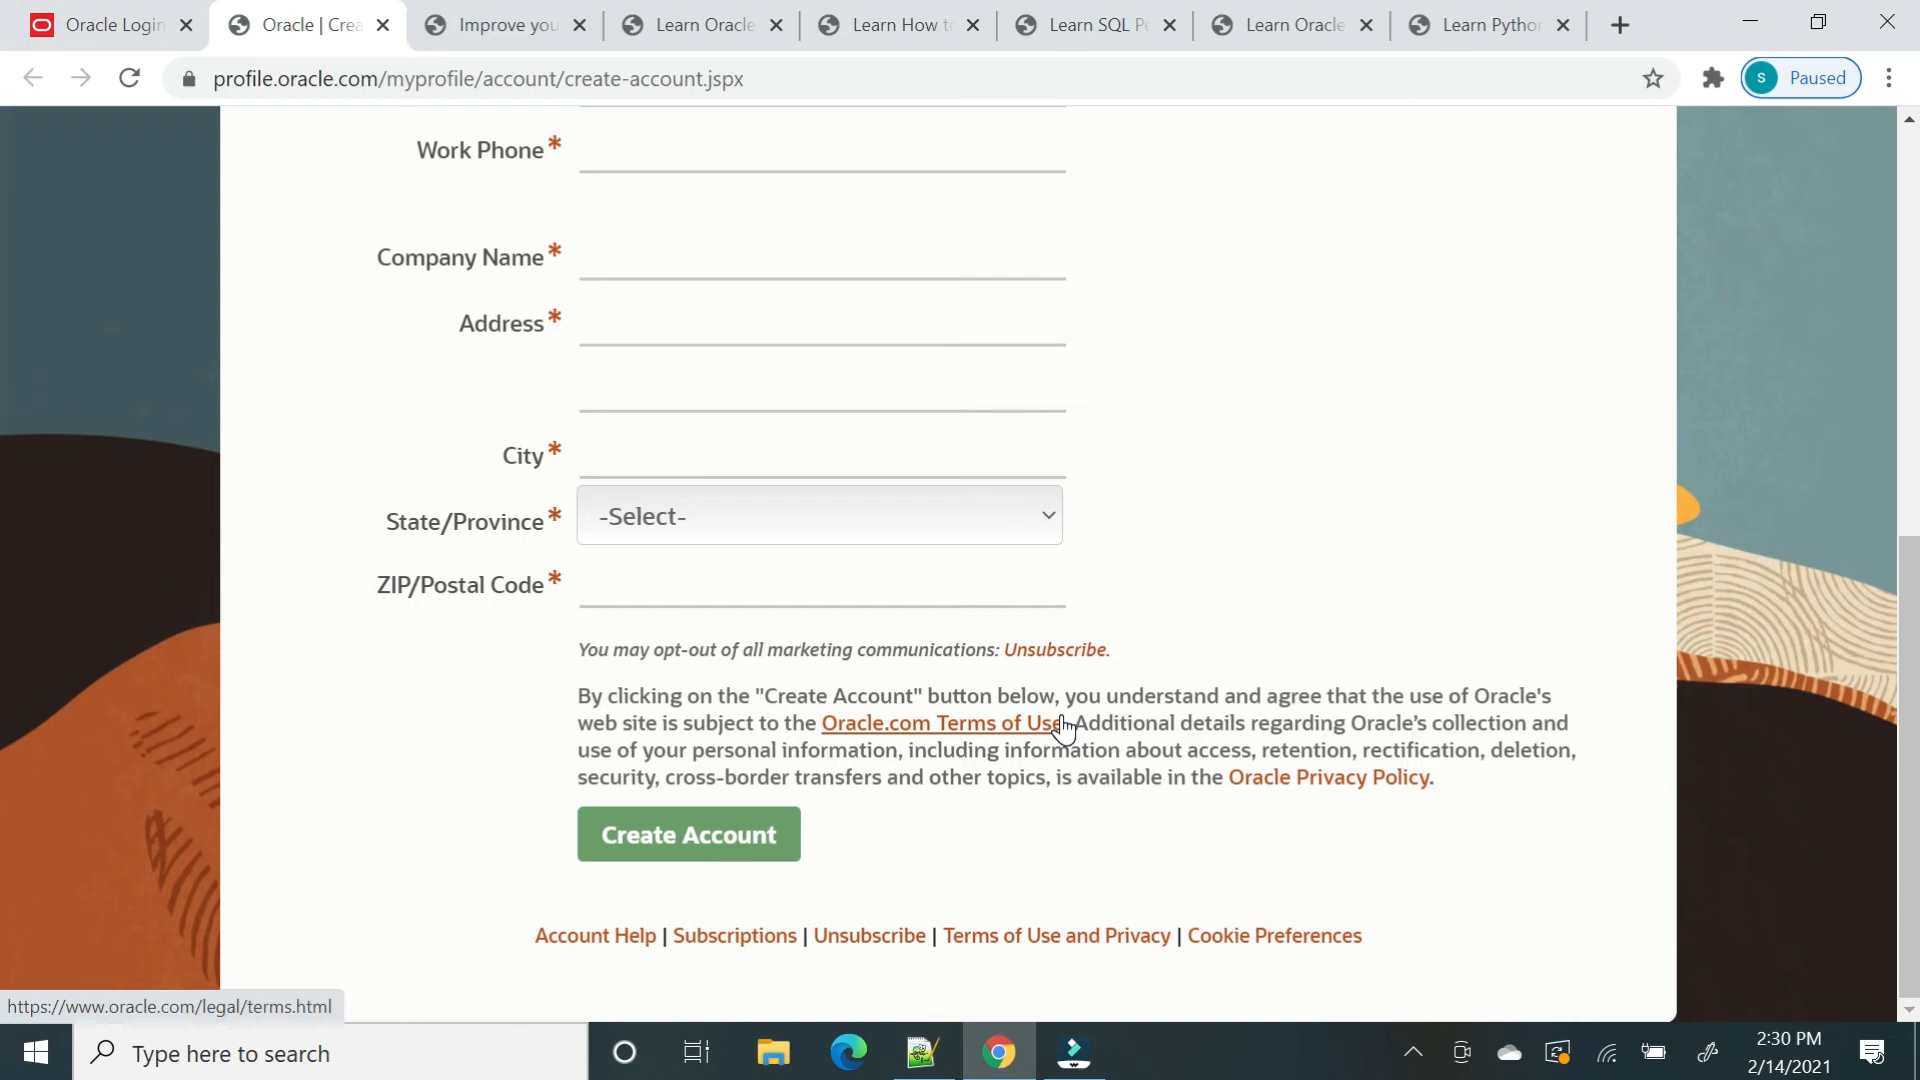 Oracle Login
Oracle | Crea
Improve you
Learn Oracle
Learn How to
Learn SQL Pe
Learn Oracle
Learn Python
profile.oracle.com/myprofile/account/create-account.jspx
S
Paused
Work Phone*
Company Name*
Address*
City*
State/Province*
-Select-
ZIP/Postal Code*
You may opt-out of all marketing communications: Unsubscribe.
By clicking on the "Create Account" button below, you understand and agree that the use of Oracle's
web site is subject to the Oracle.com Terms of Use. Additional details regarding Oracle's collection and
use of your personal information, including information about access, retention, rectification, deletion,
security, cross-border transfers and other topics, is available in the Oracle Privacy Policy.
Create Account
Account Help | Subscriptions | Unsubscribe | Terms of Use and Privacy | Cookie Preferences
https://www.oracle.com/legal/terms.html
Type here to search
2:30 PM
2/14/2021